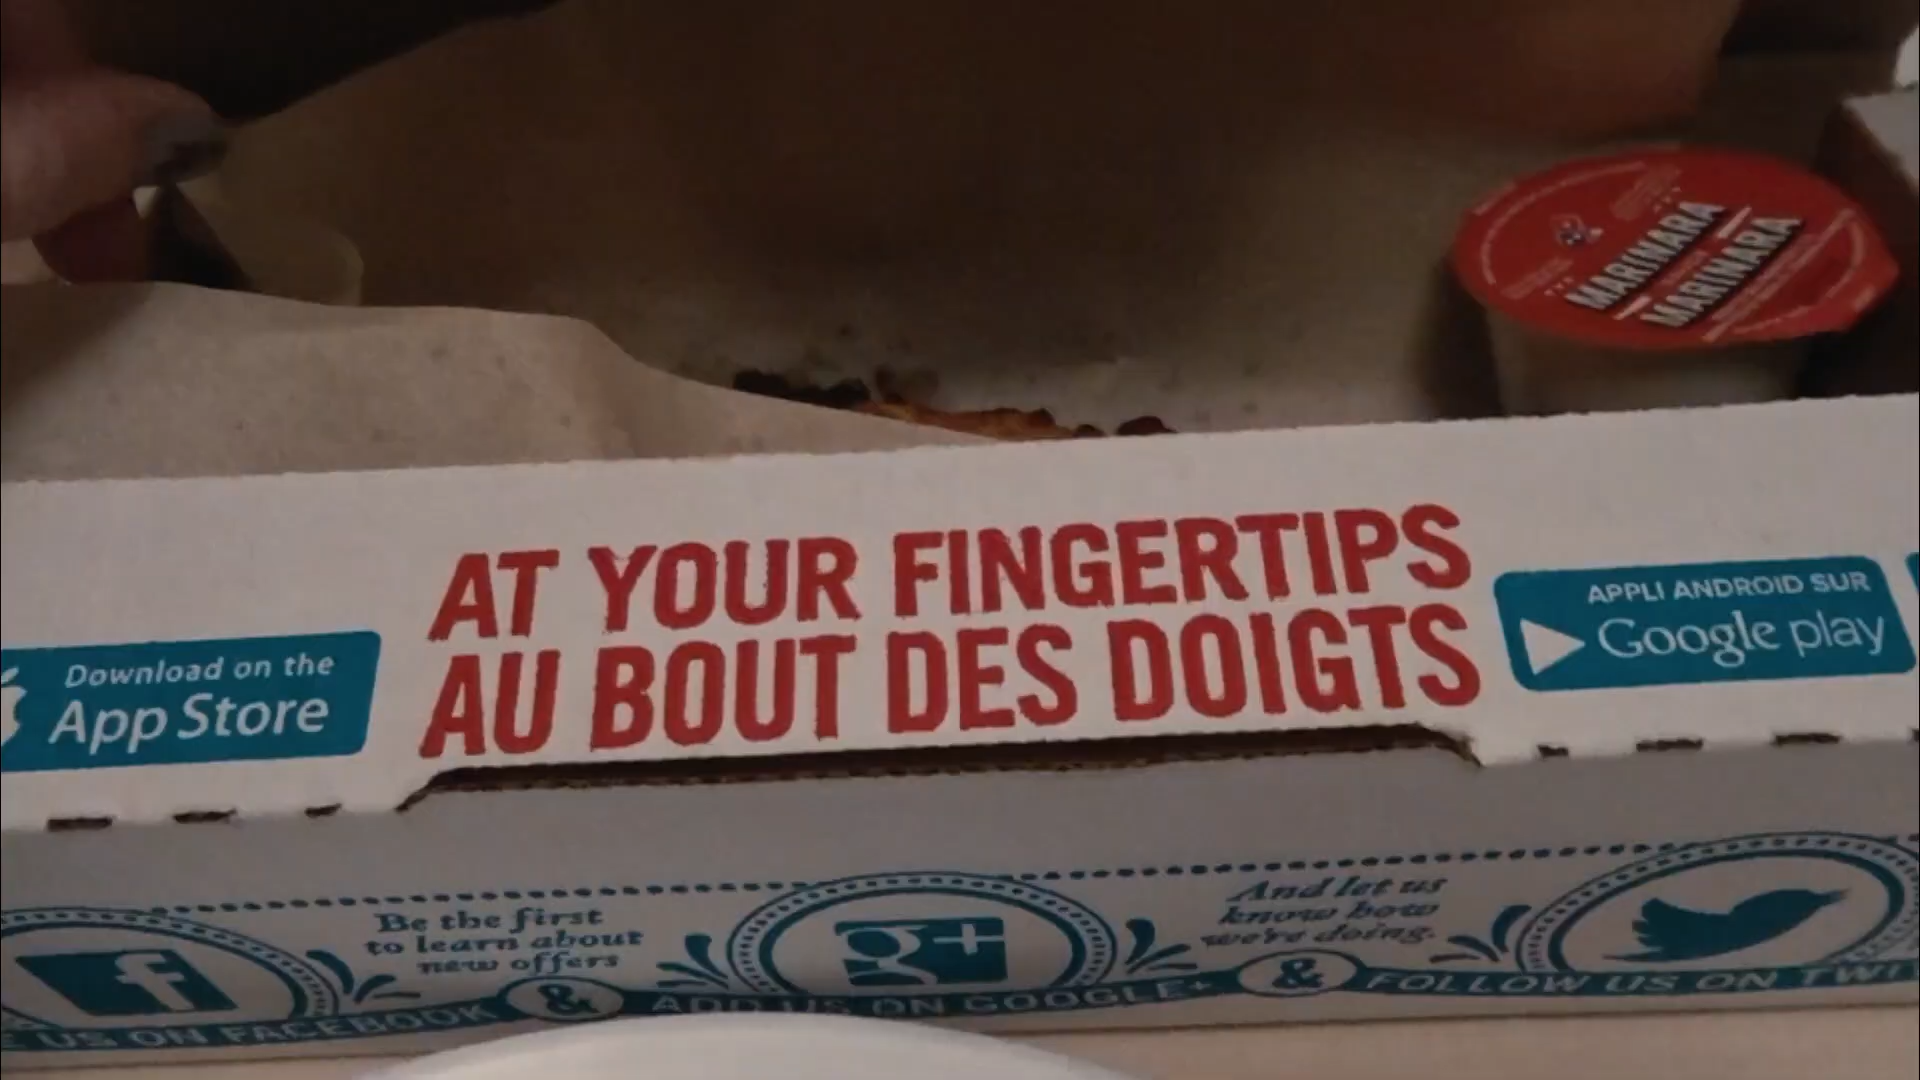 MARINARA
MARINARA
AT YOUR FINGERTIPS
AU BOUT DES DOIGTS
Download on the
App Store
APPLI ANDROID SUR
Google play
Be the first
to learn about
new offers
g+
And let us
know how
we're doing.
f
US ON FACEBOOK & ADD US ON GOOGLE+ & FOLLOW US ON TWI